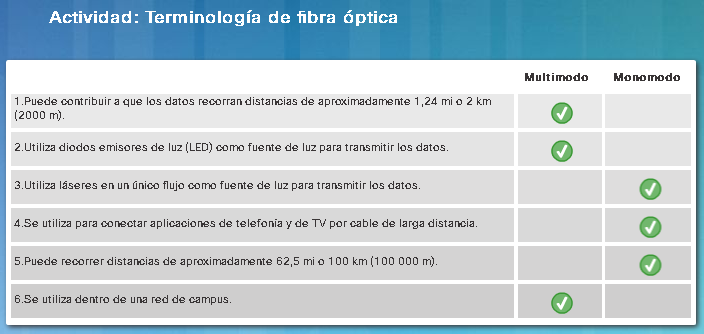 Actividad: Terminología de fibra óptica
Multimodo Monomodo
1.Puede contribuir a que los datos recorran distancias de aproximadamente 1,24 mi o 2 km
(2000 m).
2.Utiliza diodos emisores de luz (LED) como fuente de luz para transmitir los datos.
3.Utiliza láseres en un único flujo como fuente de luz para transmitir los datos.
4.Se utiliza para conectar aplicaciones de telefonía y de TV por cable de larga distancia.
5.Puede recorrer distancias de aproximadamente 62,5 mi o 100 km (100 000 m).
6.Se utiliza dentro de una red de campus.